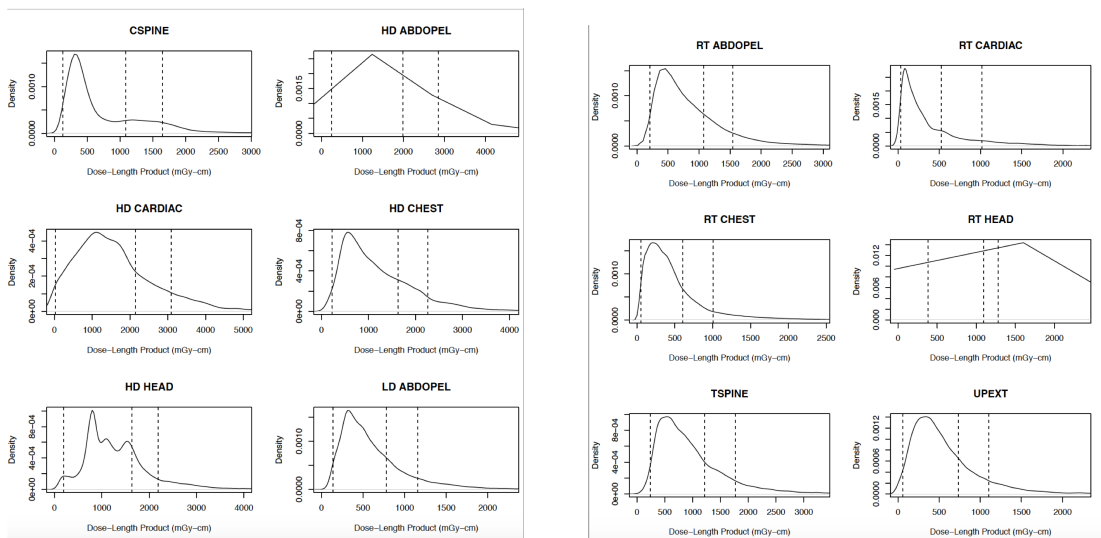 CSPINE
Density
0.0000 0.0010
0 500 1000 1500 2000 2500 3000
Dose−Length Product (mGy−cm)
HD ABDOPEL
Density
0.0000 0.0015
0 1000 2000 3000 4000
Dose−Length Product (mGy−cm)
HD CARDIAC
Density
0e+00 2e−04 4e−04
0 1000 2000 3000 4000 5000
Dose−Length Product (mGy−cm)
HD CHEST
Density
0e+00 4e−04 8e−04
0 1000 2000 3000 4000
Dose−Length Product (mGy−cm)
HD HEAD
Density
0e+00 4e−04 8e−04
0 1000 2000 3000 4000
Dose−Length Product (mGy−cm)
LD ABDOPEL
Density
0.0000 0.0010
0 500 1000 1500 2000
Dose−Length Product (mGy−cm)
RT ABDOPEL
Density
0.0000 0.0010
0 500 1000 1500 2000 2500 3000
Dose−Length Product (mGy−cm)
RT CARDIAC
Density
0.0000 0.0015
0 500 1000 1500 2000
Dose−Length Product (mGy−cm)
RT CHEST
Density
0.0000 0.0010
0 500 1000 1500 2000 2500
Dose−Length Product (mGy−cm)
RT HEAD
Density
0.000 0.004 0.008 0.012
0 500 1000 1500 2000
Dose−Length Product (mGy−cm)
TSPINE
Density
0e+00 4e−04 8e−04
0 500 1000 1500 2000 2500 3000
Dose−Length Product (mGy−cm)
UPEXT
Density
0.0000 0.0006 0.0012
0 500 1000 1500 2000
Dose−Length Product (mGy−cm)